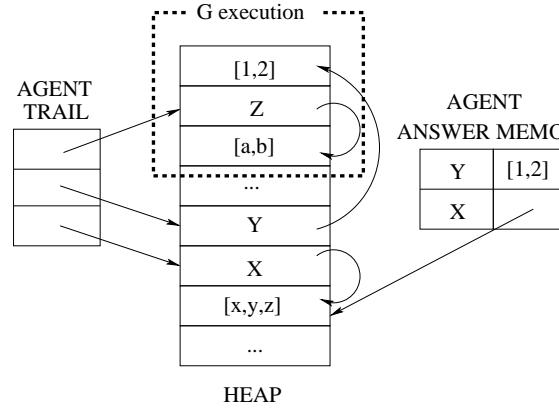 G execution
AGENT
TRAIL
[1,2]
Z
[a,b]
...
Y
X
[x,y,z]
...
HEAP
AGENT
ANSWER MEMO
Y [1,2]
X